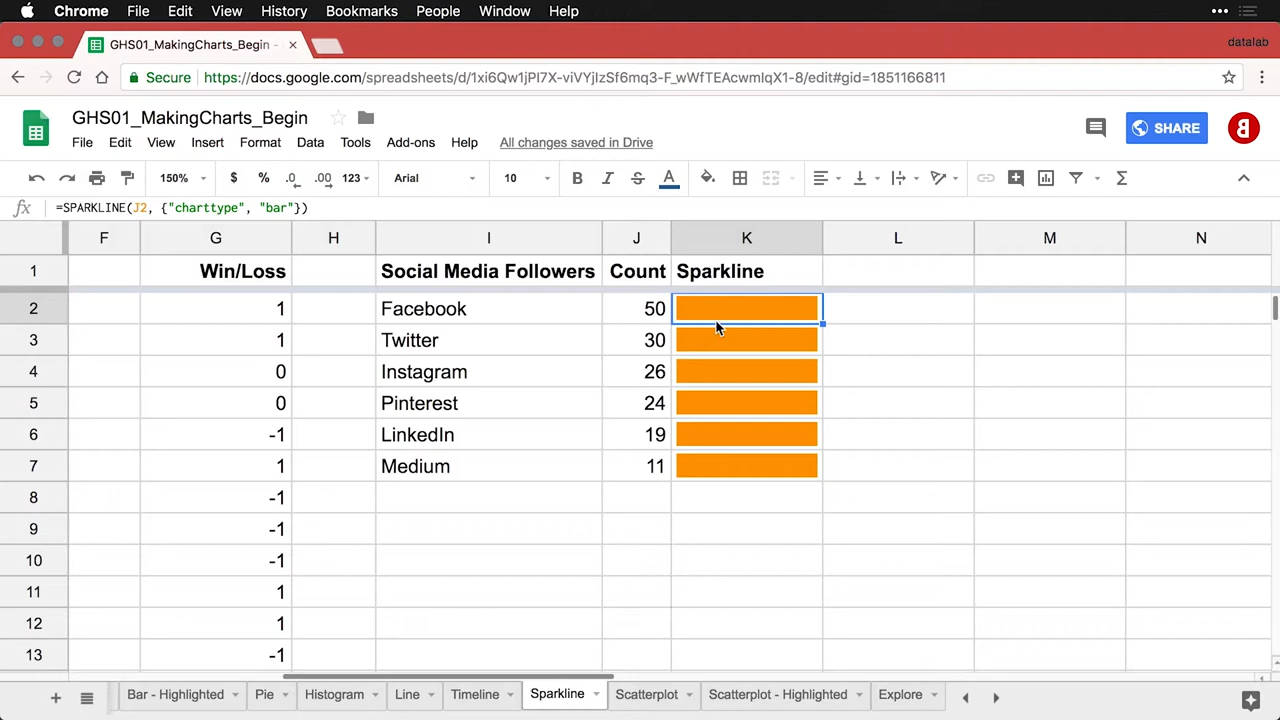 Chrome File Edit View History Bookmarks People Window Help
GHS01_MakingCharts_Begin -
datalab
Secure https://docs.google.com/spreadsheets/d/1xi6Qw1jPI7X-viVYjIzSf6mq3-F_wWfTEAcwmIqX1-8/edit#gid=1851166811
GHS01_MakingCharts_Begin
SHARE
File Edit View Insert Format Data Tools Add-ons Help All changes saved in Drive
150% $ % .0 .00 123 Arial 10 B I S A Σ
fx =SPARKLINE(J2, {"charttype", "bar"})
F G H I J K L M N
1 Win/Loss Social Media Followers Count Sparkline
2 1 Facebook 50
3 1 Twitter 30
4 0 Instagram 26
5 0 Pinterest 24
6 -1 LinkedIn 19
7 1 Medium 11
8 -1
9 -1
10 -1
11 1
12 1
13 -1
Bar - Highlighted Pie Histogram Line Timeline Sparkline Scatterplot Scatterplot - Highlighted Explore